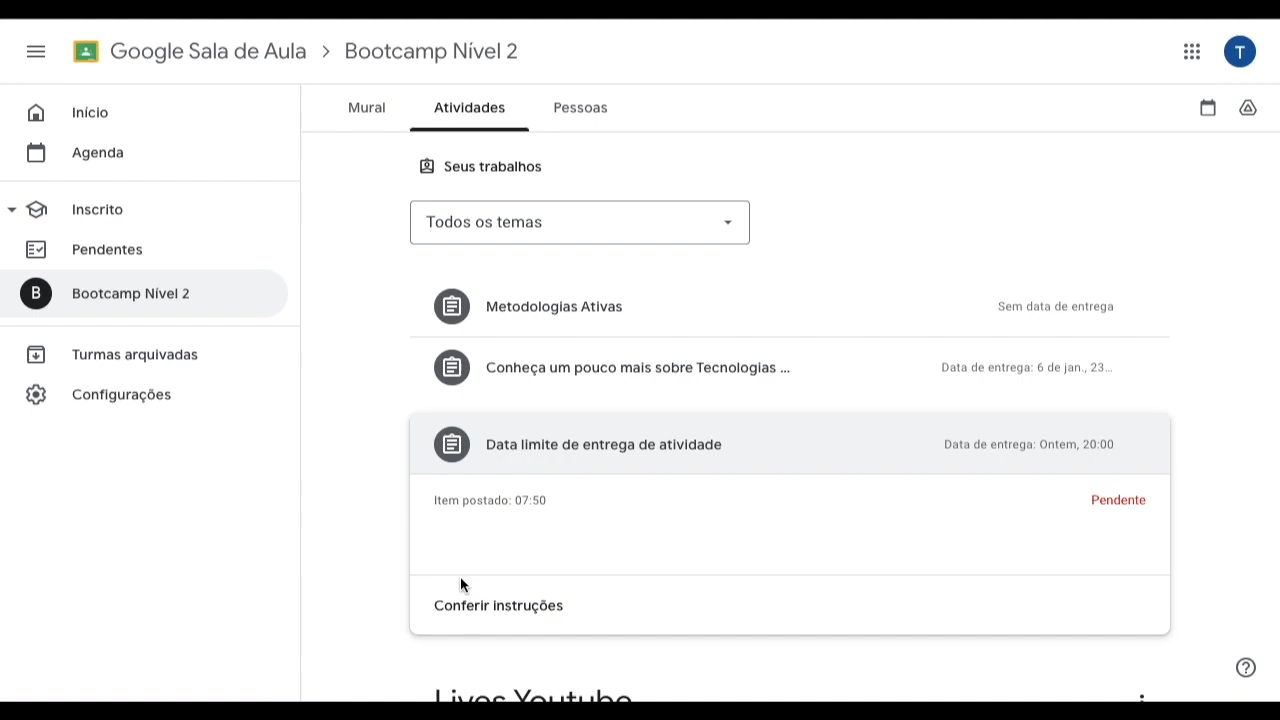 Google Sala de Aula > Bootcamp Nível 2
T
Início
Agenda
Inscrito
Pendentes
B Bootcamp Nível 2
Turmas arquivadas
Configurações
Mural Atividades Pessoas
Seus trabalhos
Todos os temas
Metodologias Ativas Sem data de entrega
Conheça um pouco mais sobre Tecnologias ... Data de entrega: 6 de jan., 23...
Data limite de entrega de atividade Data de entrega: Ontem, 20:00
Item postado: 07:50 Pendente
Conferir instruções
Lives Youtube